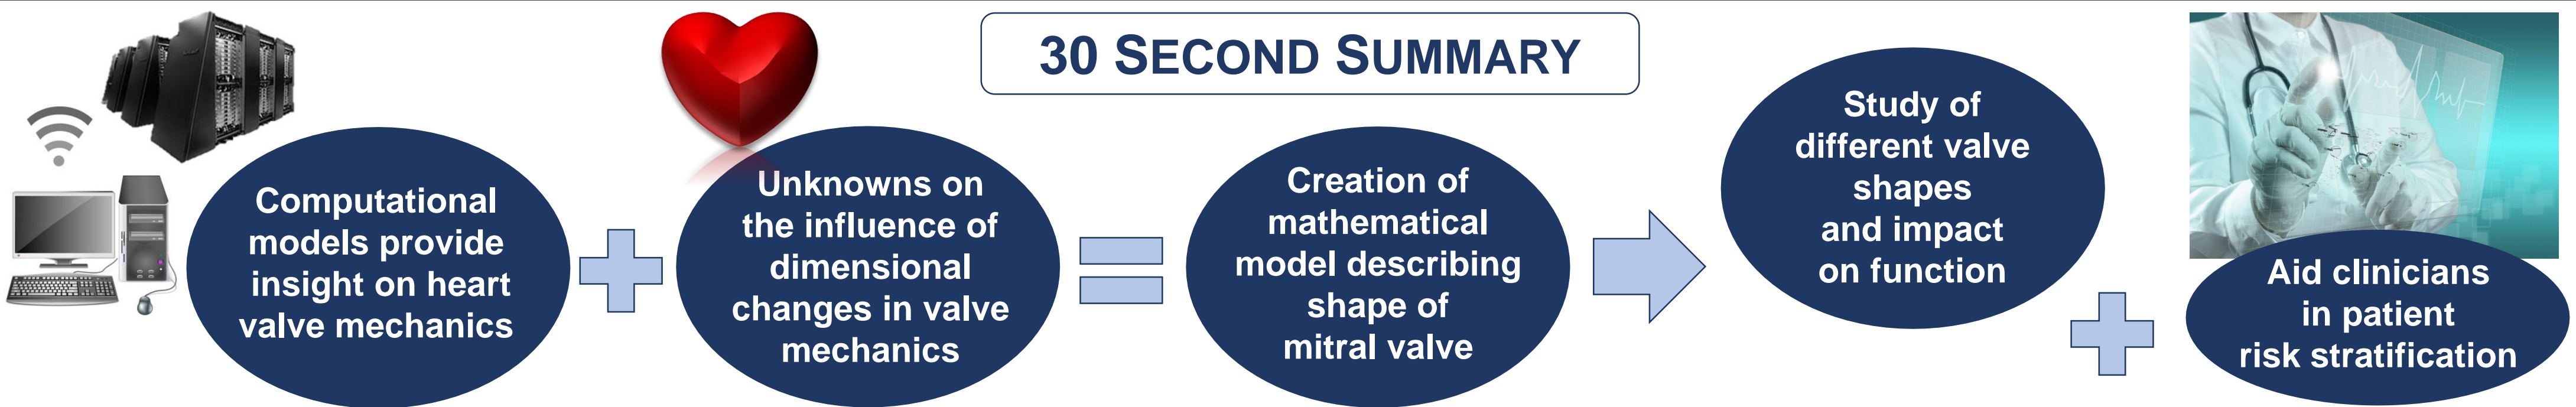 30 SECOND SUMMARY
Computational
models provide
insight on heart
valve mechanics
Unknowns on
the influence of
dimensional
changes in valve
mechanics
Creation of
mathematical
model describing
shape of
mitral valve
Study of
different valve
shapes
and impact
on function
Aid clinicians
in patient
risk stratification